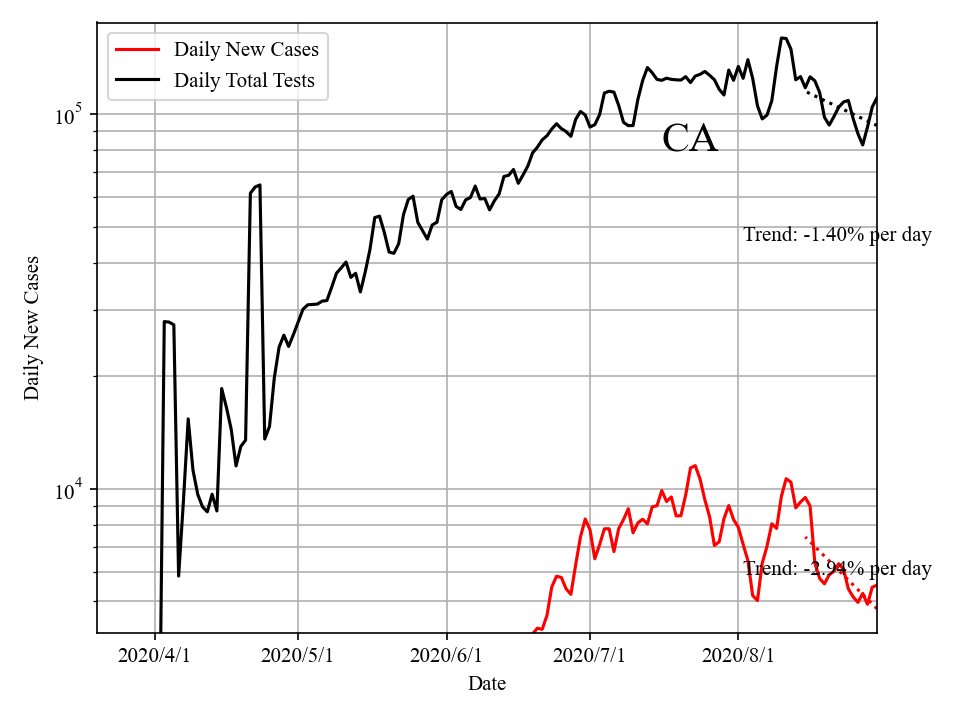 Daily New Cases
Daily Total Tests
CA
10^5
Trend: -1.40% per day
Daily New Cases
10^4
Trend: -2.94% per day
2020/4/1 2020/5/1 2020/6/1 2020/7/1 2020/8/1
Date